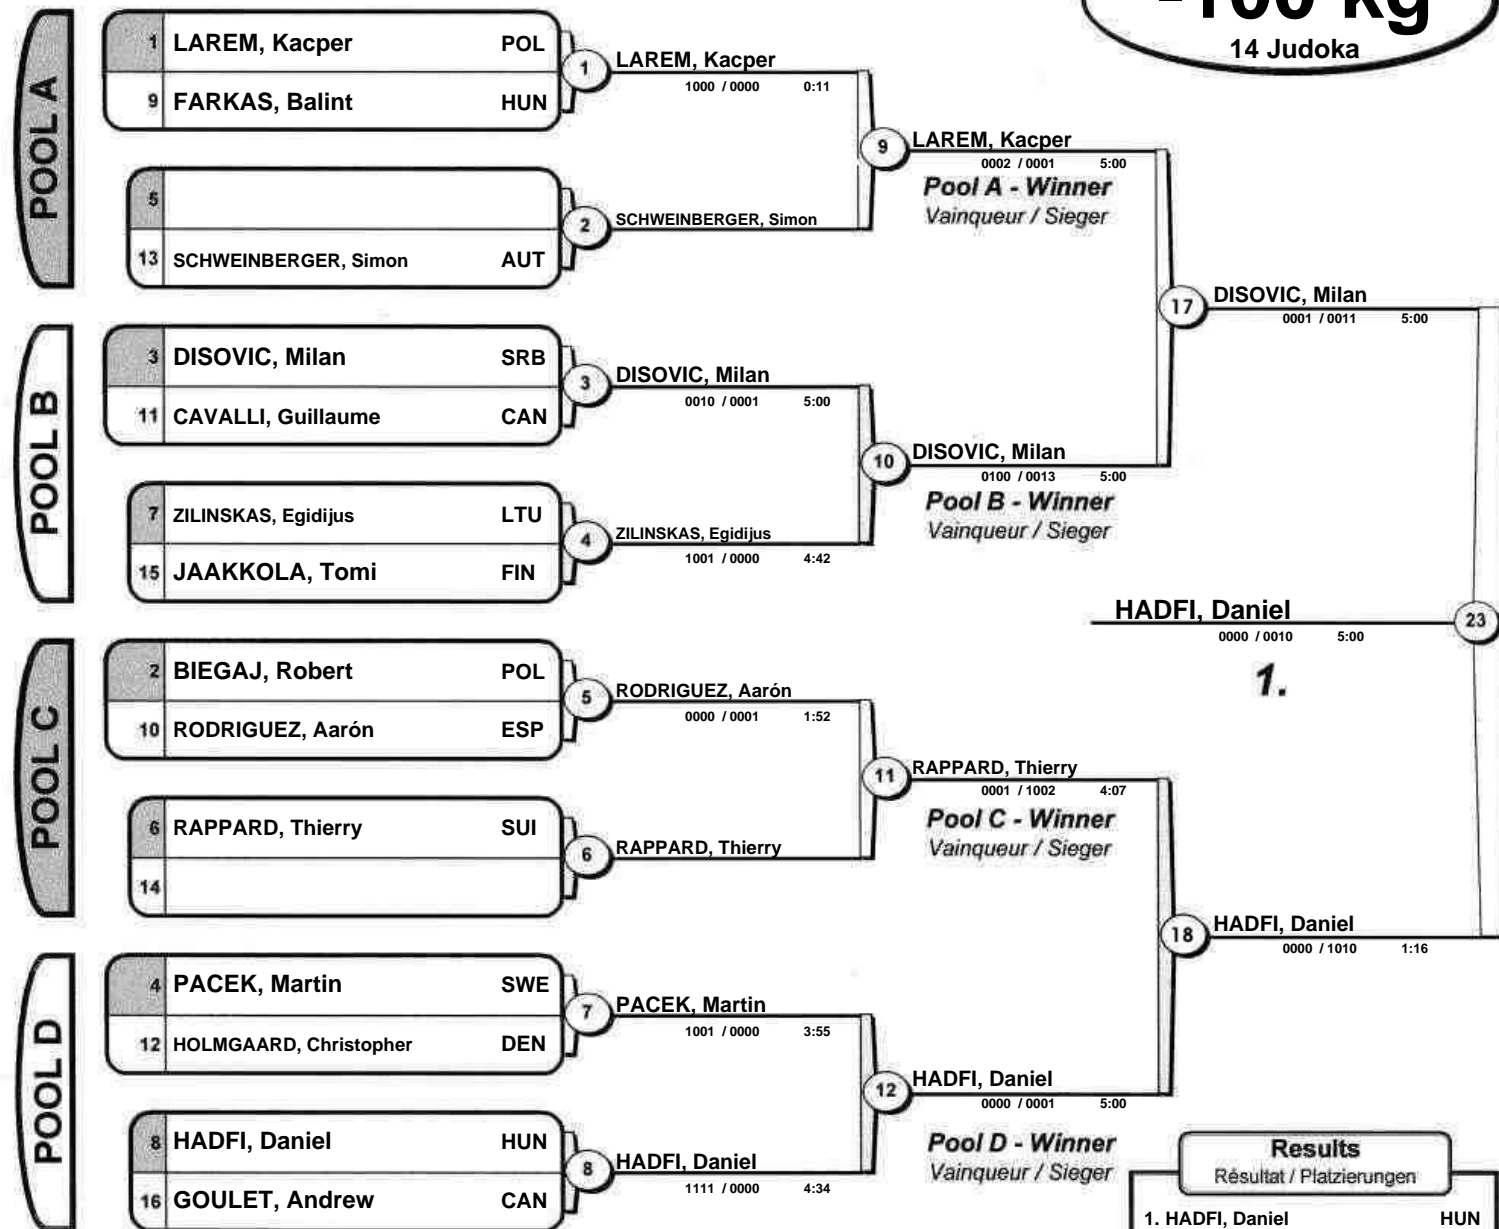 -100 kg
14 Judoka
POOL A
1 LAREM, Kacper POL
9 FARKAS, Balint HUN
5
13 SCHWEINBERGER, Simon AUT
1 LAREM, Kacper
1000 / 0000 0:11
2 SCHWEINBERGER, Simon
9 LAREM, Kacper
0002 / 0001 5:00
Pool A - Winner
Vainqueur / Sieger
POOL B
3 DISOVIC, Milan SRB
11 CAVALLI, Guillaume CAN
7 ZILINSKAS, Egidijus LTU
15 JAAKKOLA, Tomi FIN
3 DISOVIC, Milan
0010 / 0001 5:00
4 ZILINSKAS, Egidijus
1001 / 0000 4:42
10 DISOVIC, Milan
0100 / 0013 5:00
Pool B - Winner
Vainqueur / Sieger
17 DISOVIC, Milan
0001 / 0011 5:00
HADFI, Daniel 23
0000 / 0010 5:00
1.
POOL C
2 BIEGAJ, Robert POL
10 RODRIGUEZ, Aarón ESP
6 RAPPARD, Thierry SUI
14
5 RODRIGUEZ, Aarón
0000 / 0001 1:52
6 RAPPARD, Thierry
11 RAPPARD, Thierry
0001 / 1002 4:07
Pool C - Winner
Vainqueur / Sieger
POOL D
4 PACEK, Martin SWE
12 HOLMGAARD, Christopher DEN
8 HADFI, Daniel HUN
16 GOULET, Andrew CAN
7 PACEK, Martin
1001 / 0000 3:55
8 HADFI, Daniel
1111 / 0000 4:34
12 HADFI, Daniel
0000 / 0001 5:00
Pool D - Winner
Vainqueur / Sieger
18 HADFI, Daniel
0000 / 1010 1:16
Results
Résultat / Platzierungen
1. HADFI, Daniel HUN